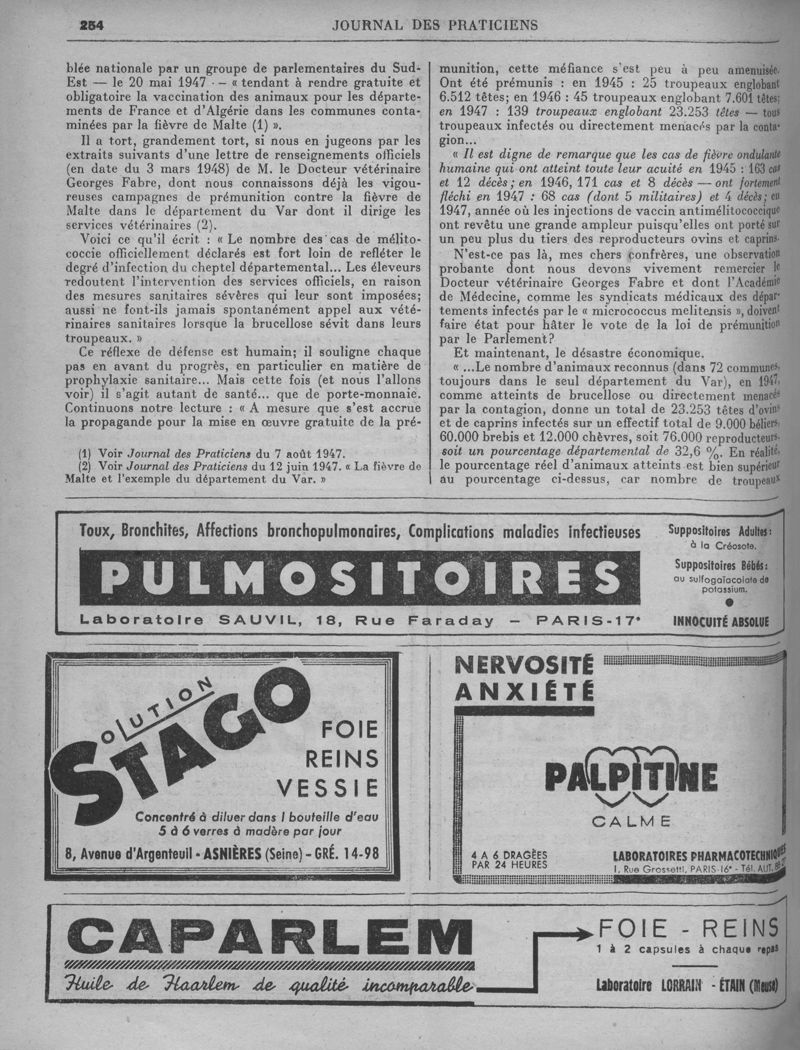 254
JOURNAL DES PRATICIENS
blée nationale par un groupe de parlementaires du Sud-
Est — le 20 mai 1947 - – « tendant à rendre gratuite et
obligatoire la vaccination des animaux pour les départe-
ments de France et d'Algérie dans les communes conta-
minées par la fièvre de Malte (1) ».
Il a tort, grandement tort, si nous en jugeons par les
extraits suivants d'une lettre de renseignements officiels
(en date du 3 mars 1948) de M. le Docteur vétérinaire
Georges Fabre, dont nous connaissons déjà les vigou-
reuses campagnes de prémunition contre la fièvre de
Malte dans le département du Var dont il dirige les
services vétérinaires (2).
Voici ce qu'il écrit : « Le nombre des cas de mélito-
coccie officiellement déclarés est fort loin de refléter le
degré d'infection du cheptel départemental... Les éleveurs
redoutent l'intervention des services officiels, en raison
des mesures sanitaires sévères qui leur sont imposées;
aussi ne font-ils jamais spontanément appel aux vété-
rinaires sanitaires lorsque la brucellose sévit dans leurs
troupeaux. »
Ce réflexe de défense est humain; il souligne chaque
pas en avant du progrès, en particulier en matière de
prophylaxie sanitaire... Mais cette fois (et nous l'allons
voir) il s'agit autant de santé... que de porte-monnaie.
Continuons notre lecture : « A mesure que s'est accrue
la propagande pour la mise en œuvre gratuite de la pré-
(1) Voir Journal des Praticiens du 7 août 1947.
(2) Voir Journal des Praticiens du 12 juin 1947. « La fièvre de
Malte et l'exemple du département du Var. »
munition, cette méfiance s'est peu à peu amenuisée.
Ont été prémunis : en 1945 : 25 troupeaux englobant
6.512 têtes; en 1946 : 45 troupeaux englobant 7.601 têtes;
en 1947 : 139 troupeaux englobant 23.253 têtes — tous
troupeaux infectés ou directement menacés par la conta-
gion...
« Il est digne de remarque que les cas de fièvre ondulante
humaine qui ont atteint toute leur acuité en 1945 : 163 cas
et 12 décès; en 1946, 171 cas et 8 décès — ont fortement
fléchi en 1947 : 68 cas (dont 5 militaires) et 4 décès; en
1947, année où les injections de vaccin antimélitococcique
ont revêtu une grande ampleur puisqu'elles ont porté sur
un peu plus du tiers des reproducteurs ovins et caprins.
N'est-ce pas là, mes chers confrères, une observation
probante dont nous devons vivement remercier le
Docteur vétérinaire Georges Fabre et dont l'Académie
de Médecine, comme les syndicats médicaux des dépar-
tements infectés par le « micrococcus melitensis », doivent
faire état pour hâter le vote de la loi de prémunition
par le Parlement?
Et maintenant, le désastre économique.
« ...Le nombre d'animaux reconnus (dans 72 communes,
toujours dans le seul département du Var), en 1947,
comme atteints de brucellose ou directement menacés
par la contagion, donne un total de 23.253 têtes d'ovins
et de caprins infectés sur un effectif total de 9.000 béliers,
60.000 brebis et 12.000 chèvres, soit 76.000 reproducteurs,
soit un pourcentage départemental de 32,6 %. En réalité,
le pourcentage réel d'animaux atteints est bien supérieur
au pourcentage ci-dessus, car nombre de troupeaux
Toux, Bronchites, Affections bronchopulmonaires, Complications maladies infectieuses
PULMOSITOIRES
Laboratoire SAUVIL, 18, Rue Faraday — PARIS-17e
Suppositoires Adultes :
à la Créosote.
Suppositoires Bébés :
au sulfogaïacolate de
potassium.
INNOCUITÉ ABSOLUE
SOLUTION
STAGO
FOIE
REINS
VESSIE
Concentré à diluer dans 1 bouteille d'eau
5 à 6 verres à madère par jour
8, Avenue d'Argenteuil - ASNIÈRES (Seine) - GRÉ. 14-98
NERVOSITÉ
ANXIÉTÉ
PALPITINE
CALME
4 A 6 DRAGÉES
PAR 24 HEURES
LABORATOIRES PHARMACOTECHNIQUES
1, Rue Grossetti, PARIS-16e - Tél. AUT.
CAPARLEM
Huile de Haarlem de qualité incomparable
FOIE - REINS
1 à 2 capsules à chaque repas
Laboratoire LORRAIN - ÉTAIN (Meuse)